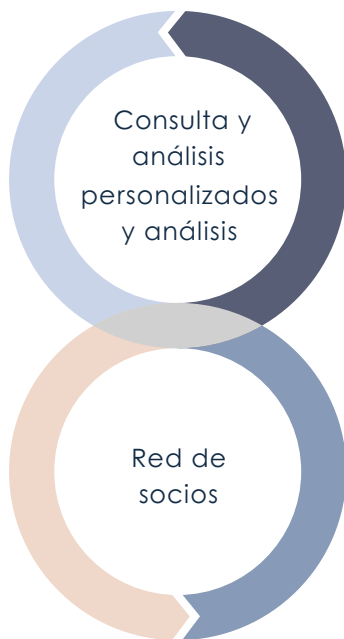 Consulta y
análisis
personalizados
y análisis
Red de
socios